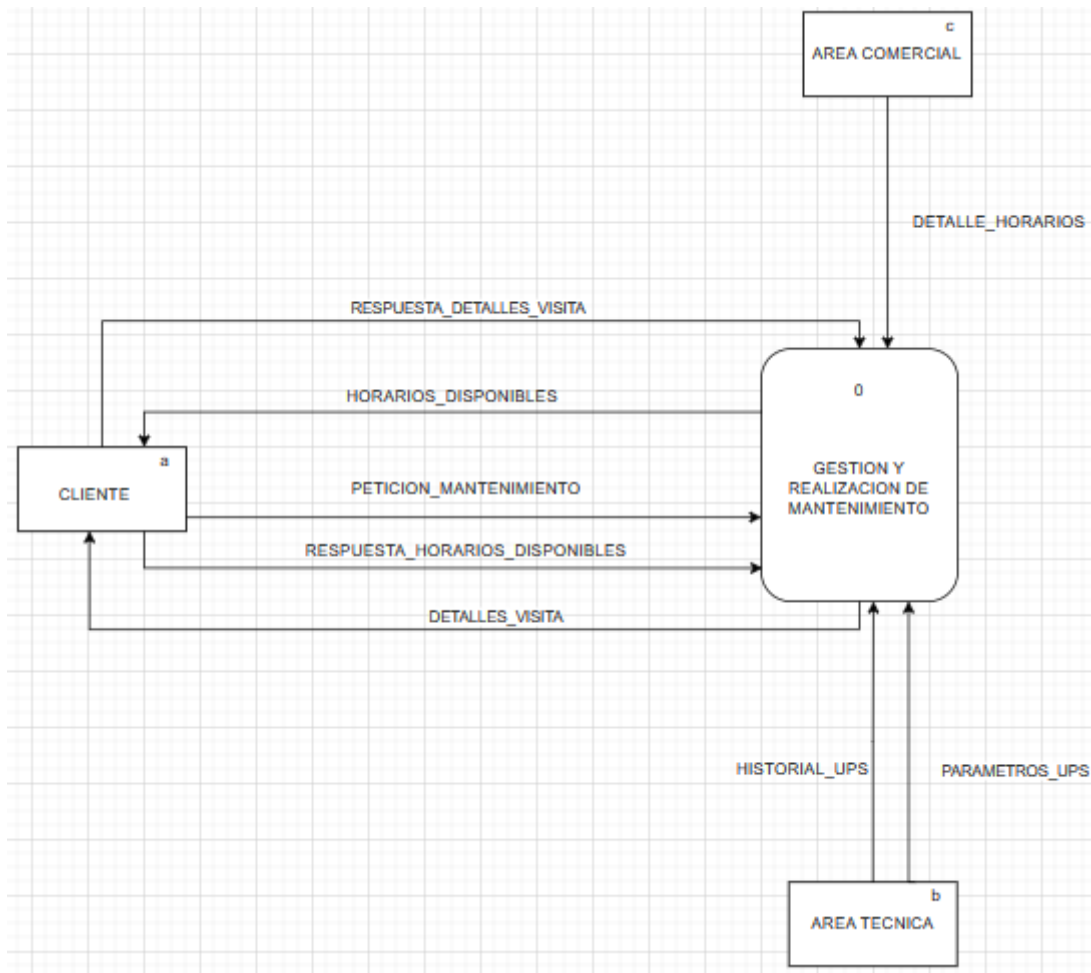 c
AREA COMERCIAL
DETALLE_HORARIOS
RESPUESTA_DETALLES_VISITA
0
HORARIOS_DISPONIBLES
a
CLIENTE
PETICION_MANTENIMIENTO
GESTION Y
REALIZACION DE
MANTENIMIENTO
RESPUESTA_HORARIOS_DISPONIBLES
DETALLES_VISITA
HISTORIAL_UPS
PARAMETROS_UPS
b
AREA TECNICA